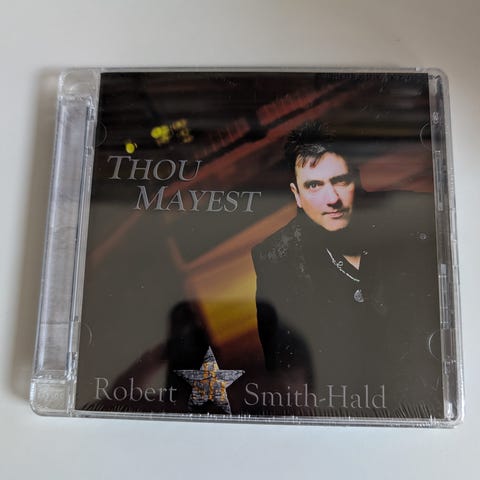 THOU
MAYEST
Robert Smith-Hald